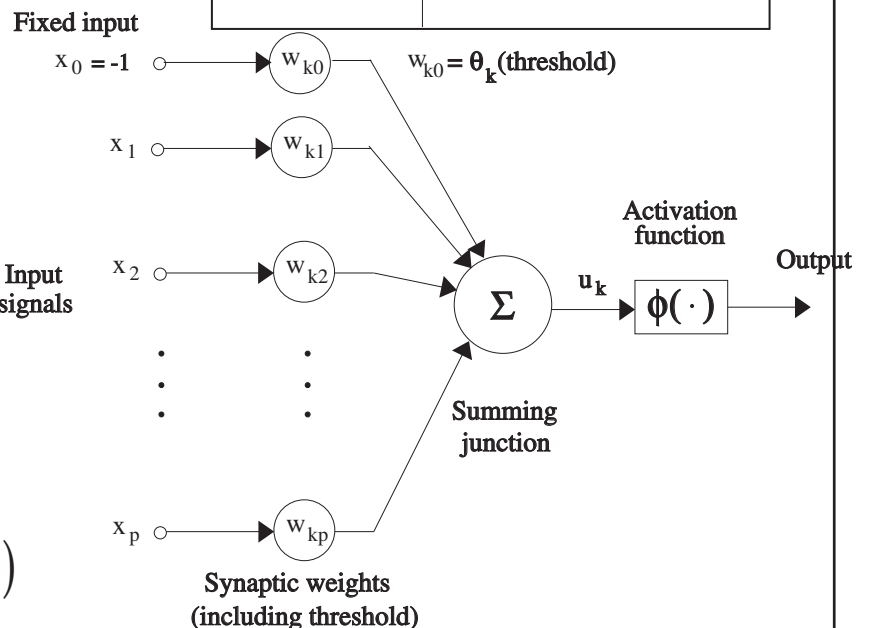 Fixed input
x0 = -1
wk0
wk0 = θk (threshold)
x1
wk1
Activation
function
Output
Input
signals
x2
wk2
Σ
uk
ϕ( · )
Summing
junction
xp
wkp
)
Synaptic weights
(including threshold)